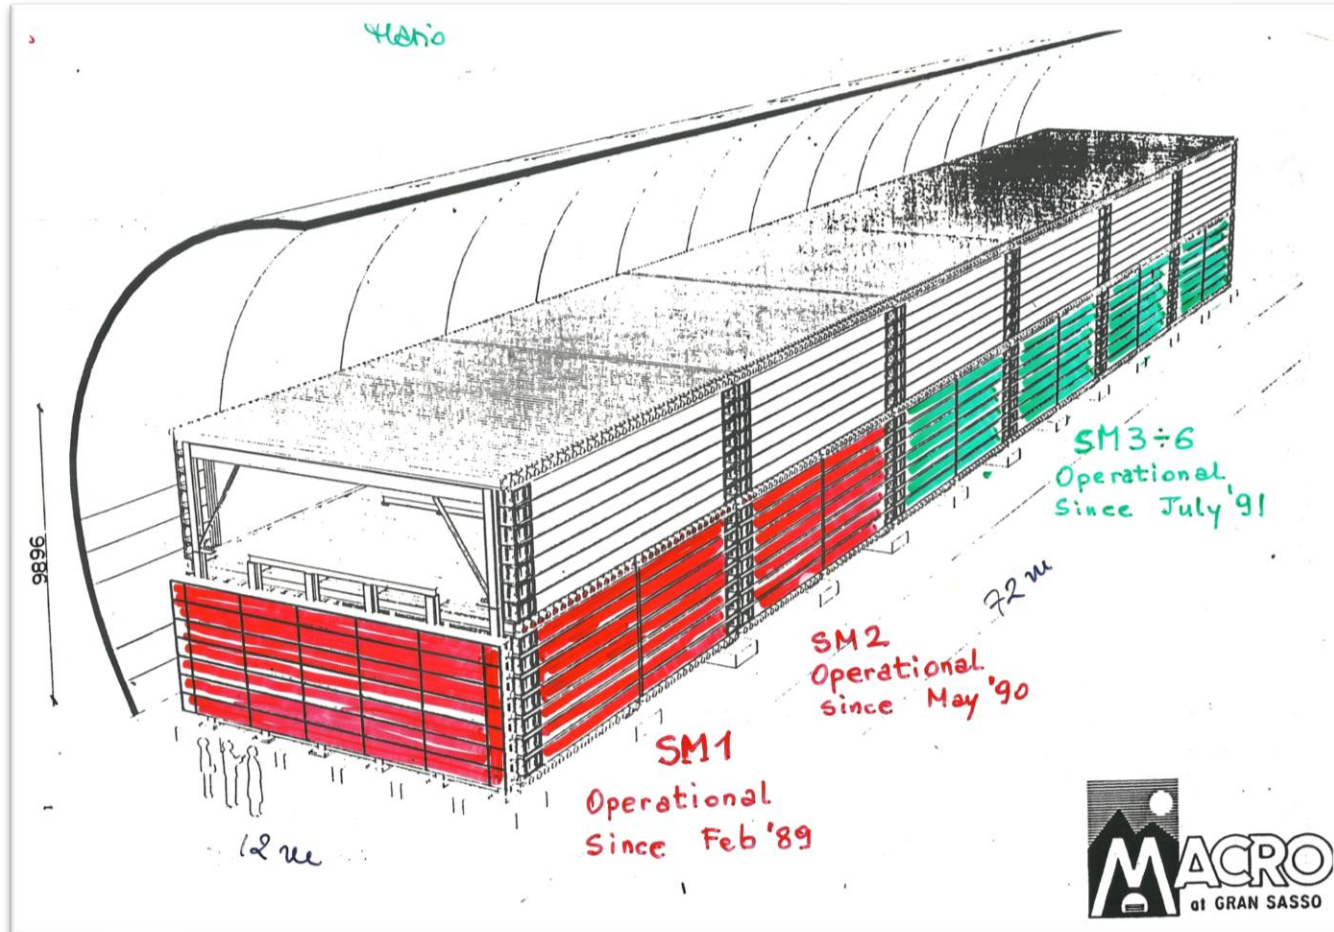 9896
SM3÷6
Operational
Since July '91
72 m
SM2
Operational
since May '90
SM1
Operational
Since Feb '89
12 m
MACRO
at GRAN SASSO